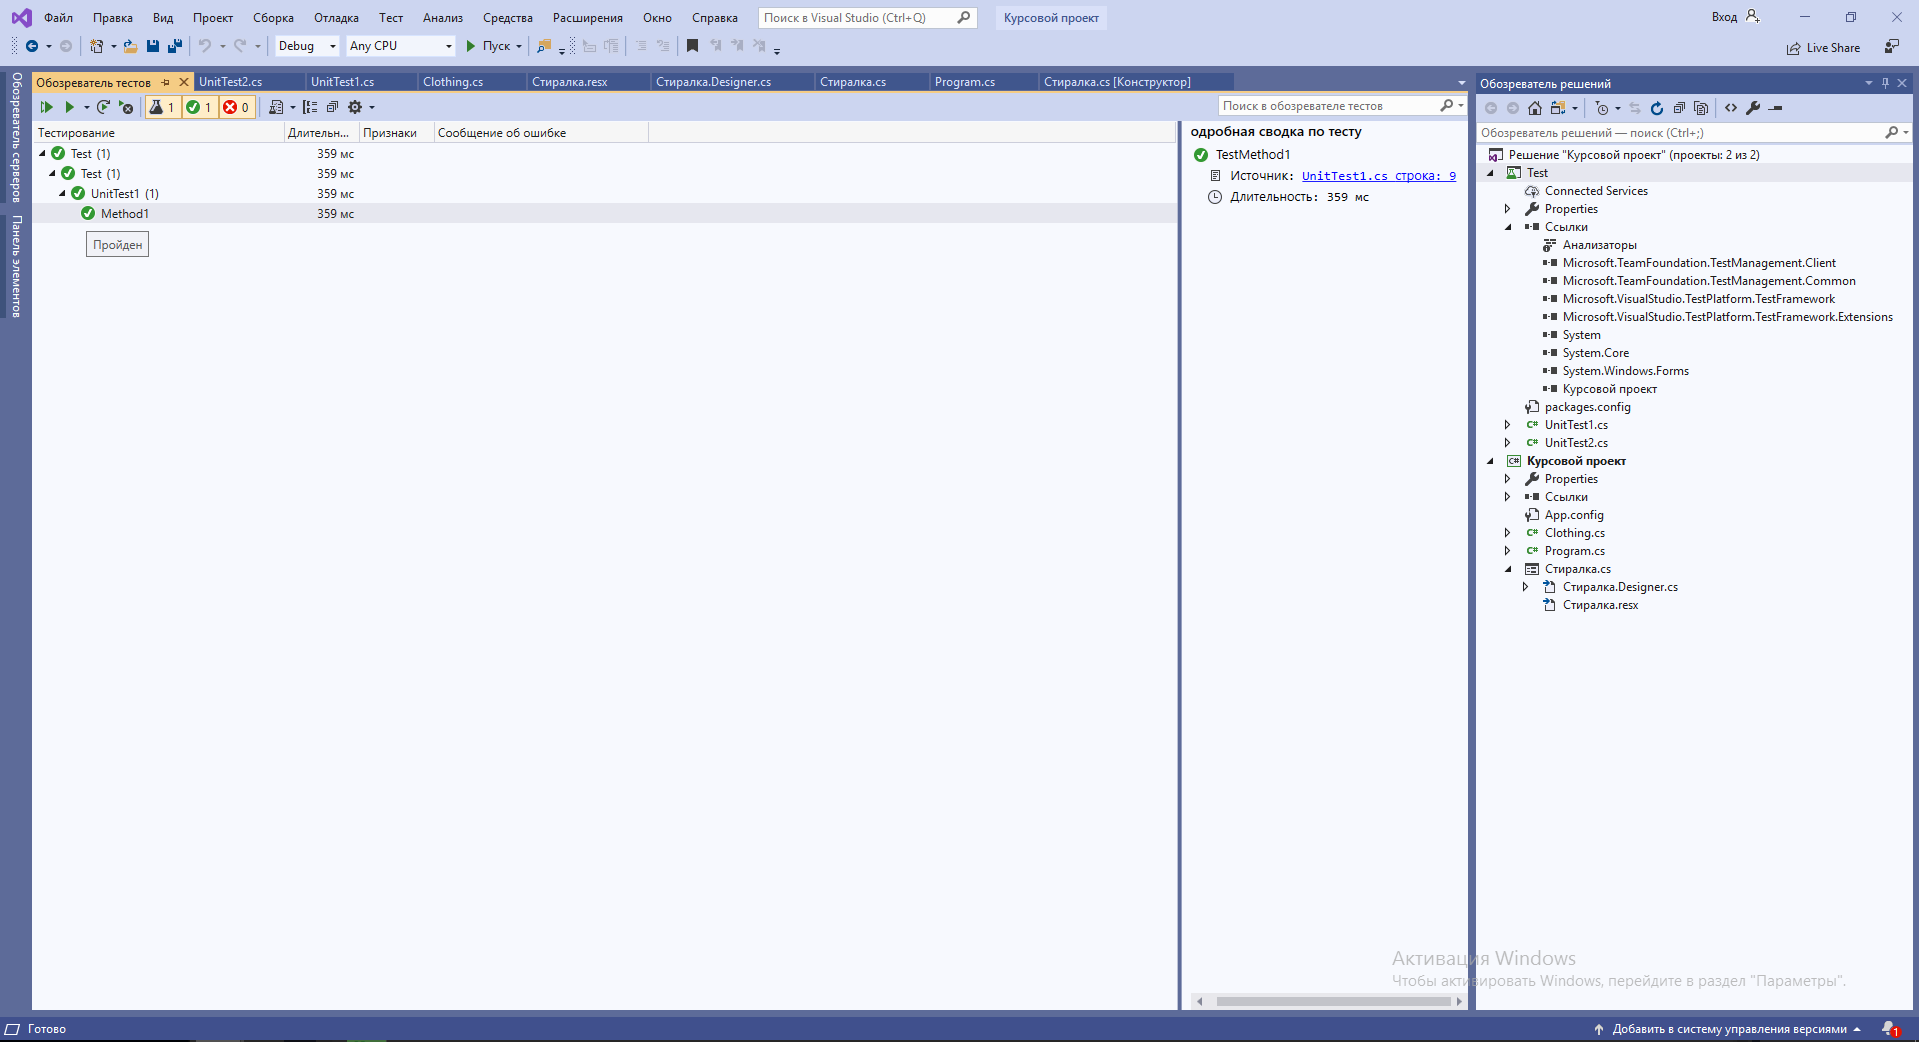 Файл Правка Вид Проект Сборка Отладка Тест Анализ Средства Расширения Окно Справка Поиск в Visual Studio (Ctrl+Q) Курсовой проект Вход
Debug Any CPU Пуск Live Share
Обозреватель серверов
Панель элементов
Обозреватель тестов UnitTest2.cs UnitTest1.cs Clothing.cs Стиралка.resx Стиралка.Designer.cs Стиралка.cs Program.cs Стиралка.cs [Конструктор]
1 1 0 Поиск в обозревателе тестов
Тестирование Длительн... Признаки Сообщение об ошибке
Test (1) 359 мс
Test (1) 359 мс
UnitTest1 (1) 359 мс
Method1 359 мс
Пройден
одробная сводка по тесту
TestMethod1
Источник: UnitTest1.cs строка: 9
Длительность: 359 мс
Обозреватель решений
Обозреватель решений — поиск (Ctrl+;)
Решение "Курсовой проект" (проекты: 2 из 2)
Test
Connected Services
Properties
Ссылки
Анализаторы
Microsoft.TeamFoundation.TestManagement.Client
Microsoft.TeamFoundation.TestManagement.Common
Microsoft.VisualStudio.TestPlatform.TestFramework
Microsoft.VisualStudio.TestPlatform.TestFramework.Extensions
System
System.Core
System.Windows.Forms
Курсовой проект
packages.config
C# UnitTest1.cs
C# UnitTest2.cs
C# Курсовой проект
Properties
Ссылки
App.config
C# Clothing.cs
C# Program.cs
Стиралка.cs
Стиралка.Designer.cs
Стиралка.resx
Активация Windows
Чтобы активировать Windows, перейдите в раздел "Параметры".
Готово Добавить в систему управления версиями 1